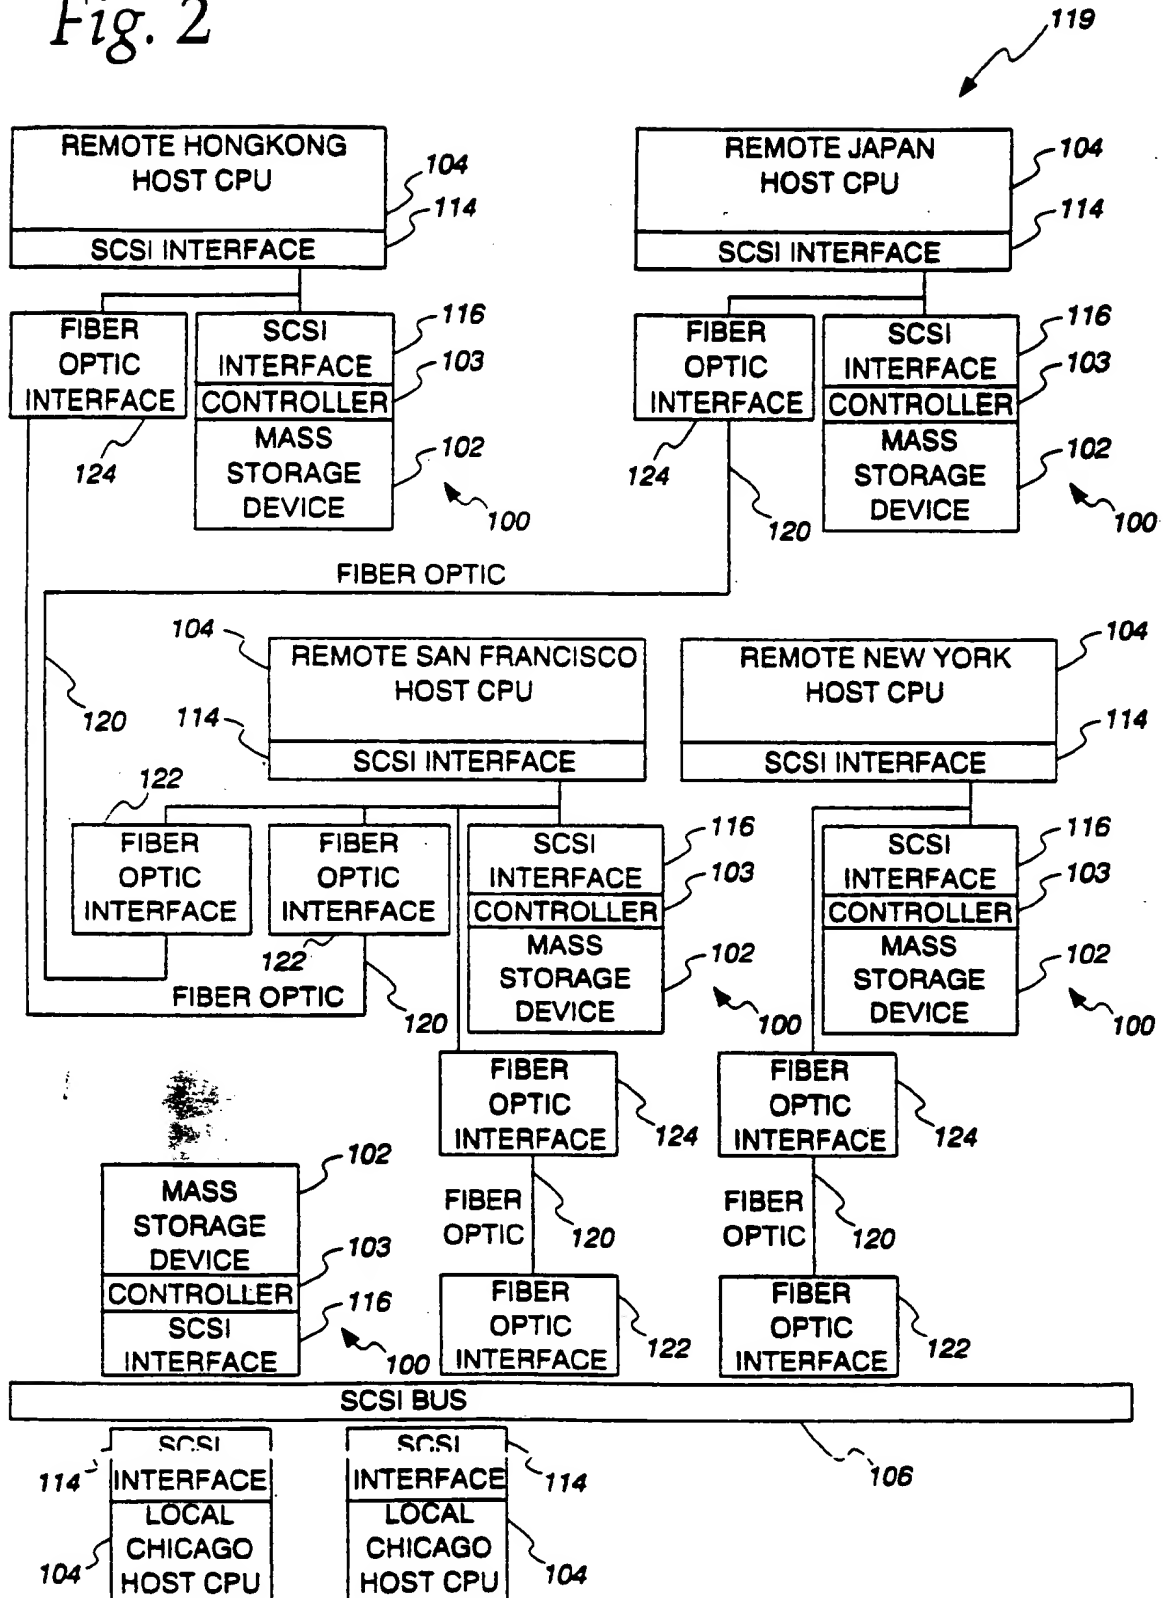 Fig. 2
119
REMOTE HONGKONG
HOST CPU
104
114
SCSI INTERFACE
REMOTE JAPAN
HOST CPU
104
114
SCSI INTERFACE
FIBER
OPTIC
INTERFACE
124
SCSI
INTERFACE
116
CONTROLLER
103
MASS
STORAGE
DEVICE
102
100
FIBER
OPTIC
INTERFACE
124
120
SCSI
INTERFACE
116
CONTROLLER
103
MASS
STORAGE
DEVICE
102
100
FIBER OPTIC
120
104
REMOTE SAN FRANCISCO
HOST CPU
114
SCSI INTERFACE
REMOTE NEW YORK
HOST CPU
104
114
SCSI INTERFACE
122
FIBER
OPTIC
INTERFACE
FIBER
OPTIC
INTERFACE
122
FIBER OPTIC
120
SCSI
INTERFACE
116
CONTROLLER
103
MASS
STORAGE
DEVICE
102
100
SCSI
INTERFACE
116
CONTROLLER
103
MASS
STORAGE
DEVICE
102
100
FIBER
OPTIC
INTERFACE
124
FIBER
OPTIC
INTERFACE
124
FIBER
OPTIC
120
FIBER
OPTIC
120
MASS
STORAGE
DEVICE
102
CONTROLLER
103
SCSI
INTERFACE
116
100
FIBER
OPTIC
INTERFACE
122
FIBER
OPTIC
INTERFACE
122
SCSI BUS
106
SCSI
INTERFACE
114
LOCAL
CHICAGO
HOST CPU
104
SCSI
INTERFACE
114
LOCAL
CHICAGO
HOST CPU
104